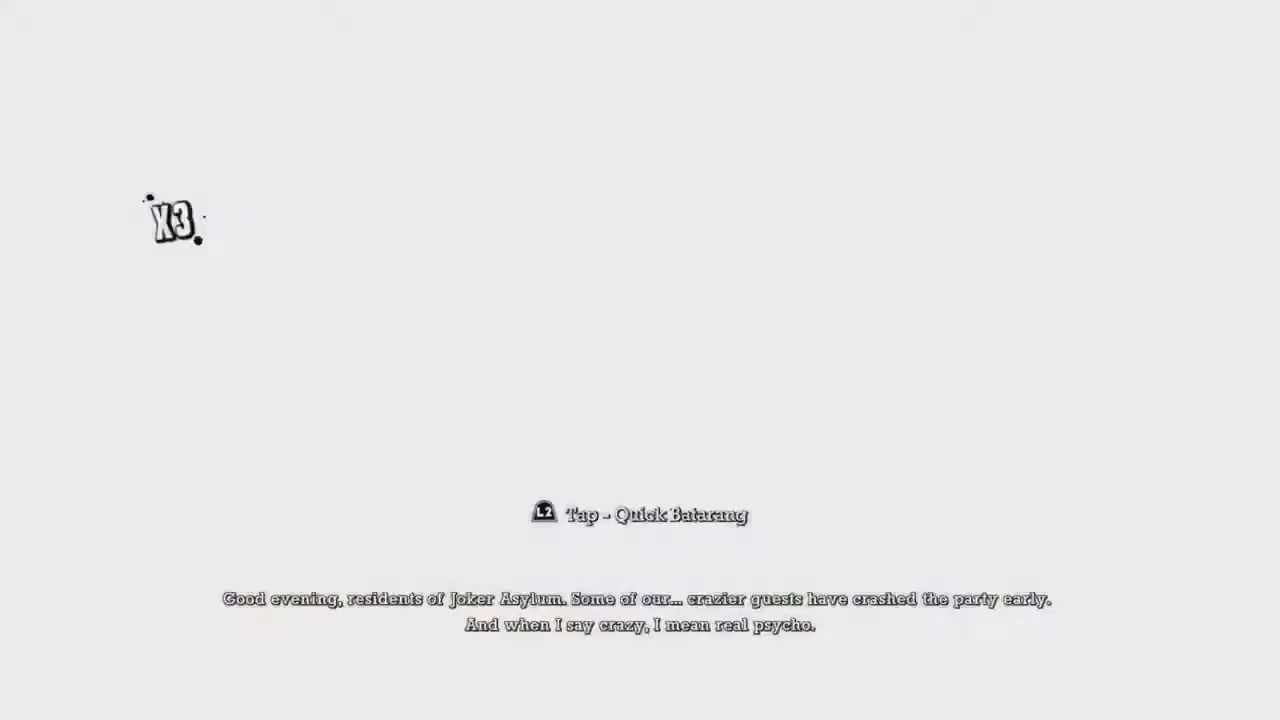 X3
L2 Tap - Quick Batarang
Good evening, residents of Joker Asylum. Some of our... crazier guests have crashed the party early.
And when I say crazy, I mean real psycho.